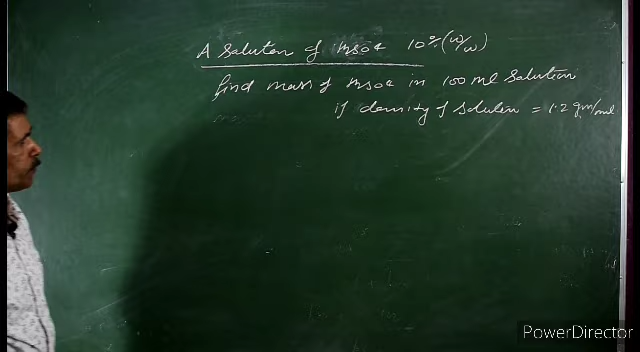 A Soluton of H2SO4 10% (w/w)
find mass of H2SO4 in 100 ml Solution
if density of Solution = 1.2 gm/ml
PowerDirector